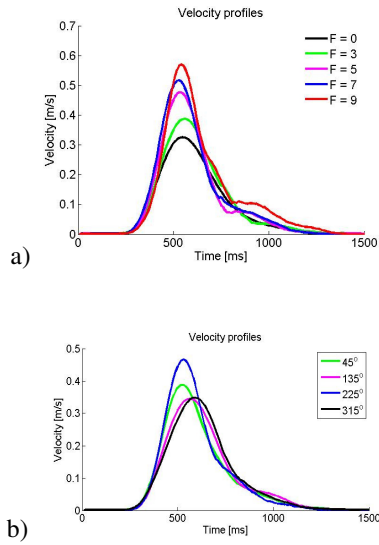 Velocity profiles
0.7
0.6
0.5
0.4
0.3
0.2
0.1
0
Velocity [m/s]
F = 0
F = 3
F = 5
F = 7
F = 9
0 500 1000 1500
Time [ms]
a)
Velocity profiles
0.5
0.4
0.3
0.2
0.1
0
Velocity [m/s]
45°
135°
225°
315°
0 500 1000 1500
Time [ms]
b)